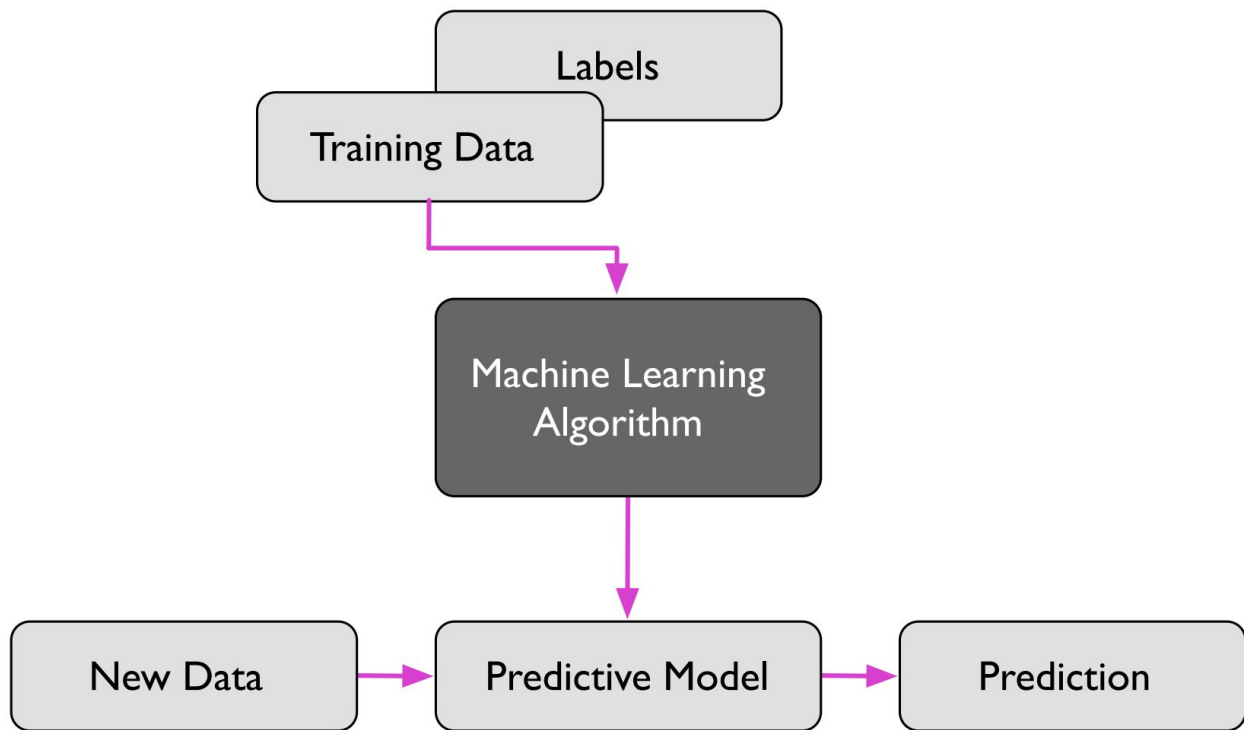 Labels
Training Data
Machine Learning
Algorithm
New Data
Predictive Model
Prediction